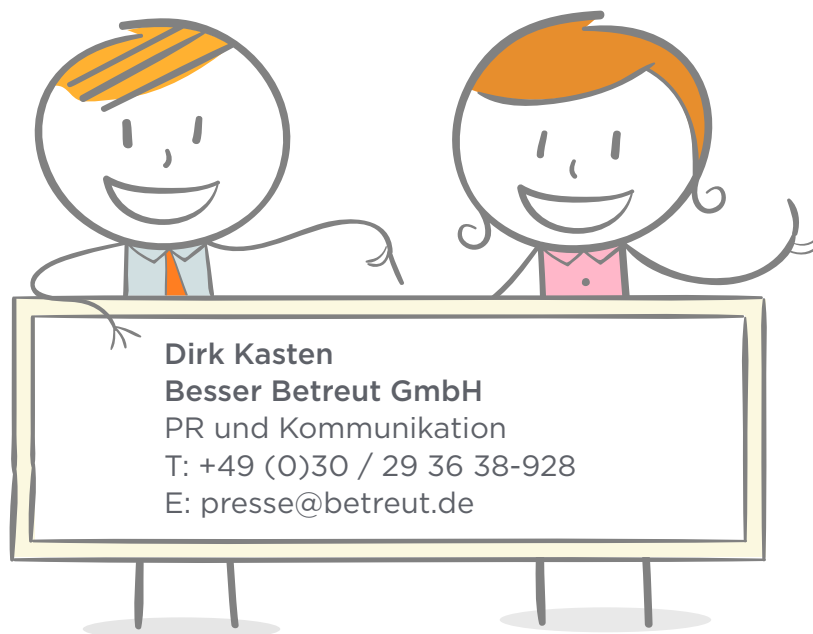 Dirk Kasten
Besser Betreut GmbH
PR und Kommunikation
T: +49 (0)30 / 29 36 38-928
E: presse@betreut.de